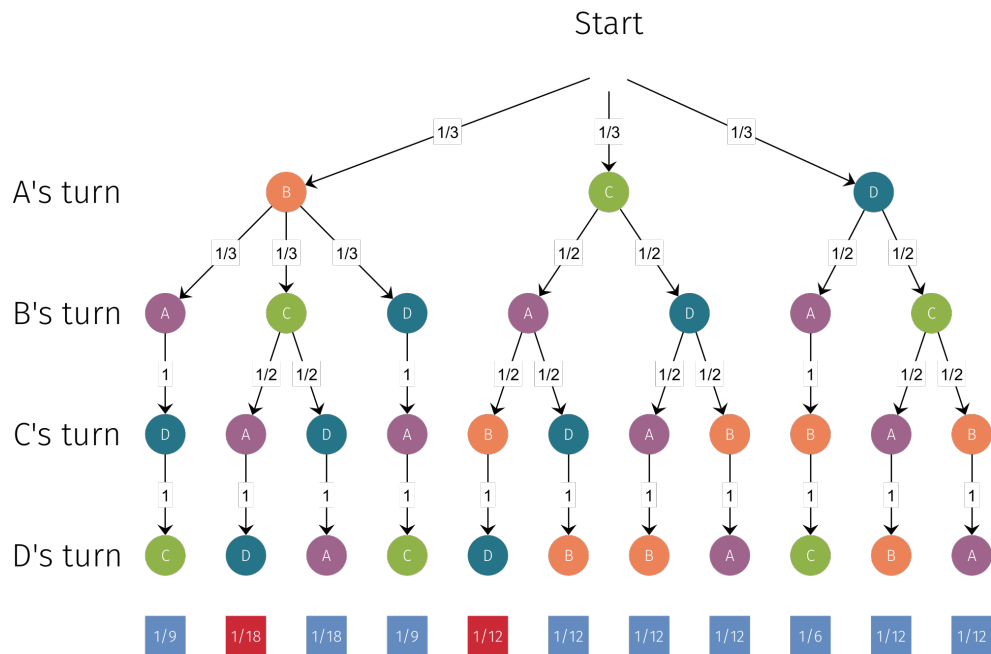 Start
1/3 1/3 1/3
A's turn B C D
1/3 1/3 1/3 1/2 1/2 1/2 1/2
B's turn A C D A D A C
1 1/2 1/2 1 1/2 1/2 1/2 1/2 1 1/2 1/2
C's turn D A D A B D A B B A B
1 1 1 1 1 1 1 1 1 1 1
D's turn C D A C D B B A C B A
1/9 1/18 1/18 1/9 1/12 1/12 1/12 1/12 1/6 1/12 1/12